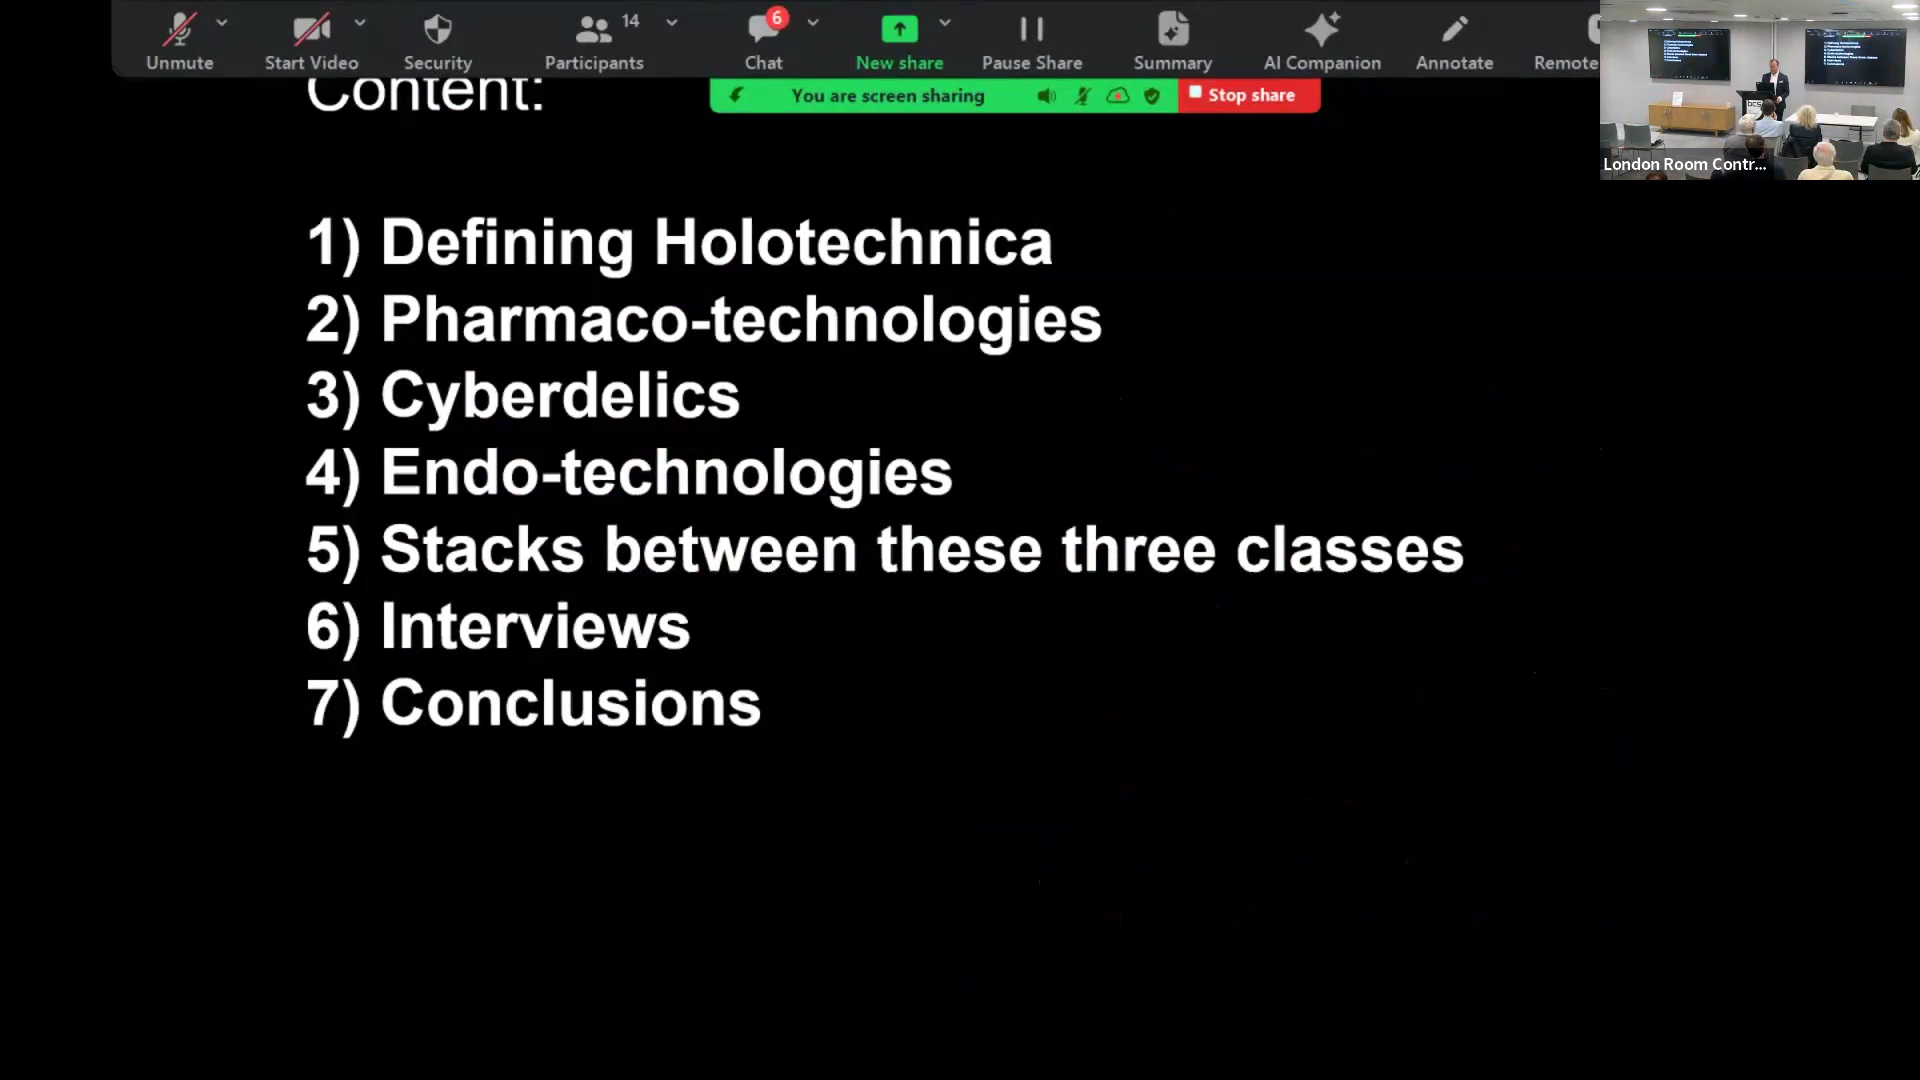 14
6
Unmute
Start Video
Security
Participants
Chat
New share
Pause Share
Summary
AI Companion
Annotate
Remote
Content:
You are screen sharing
Stop share
London Room Contr...
1) Defining Holotechnica
2) Pharmaco-technologies
3) Cyberdelics
4) Endo-technologies
5) Stacks between these three classes
6) Interviews
7) Conclusions